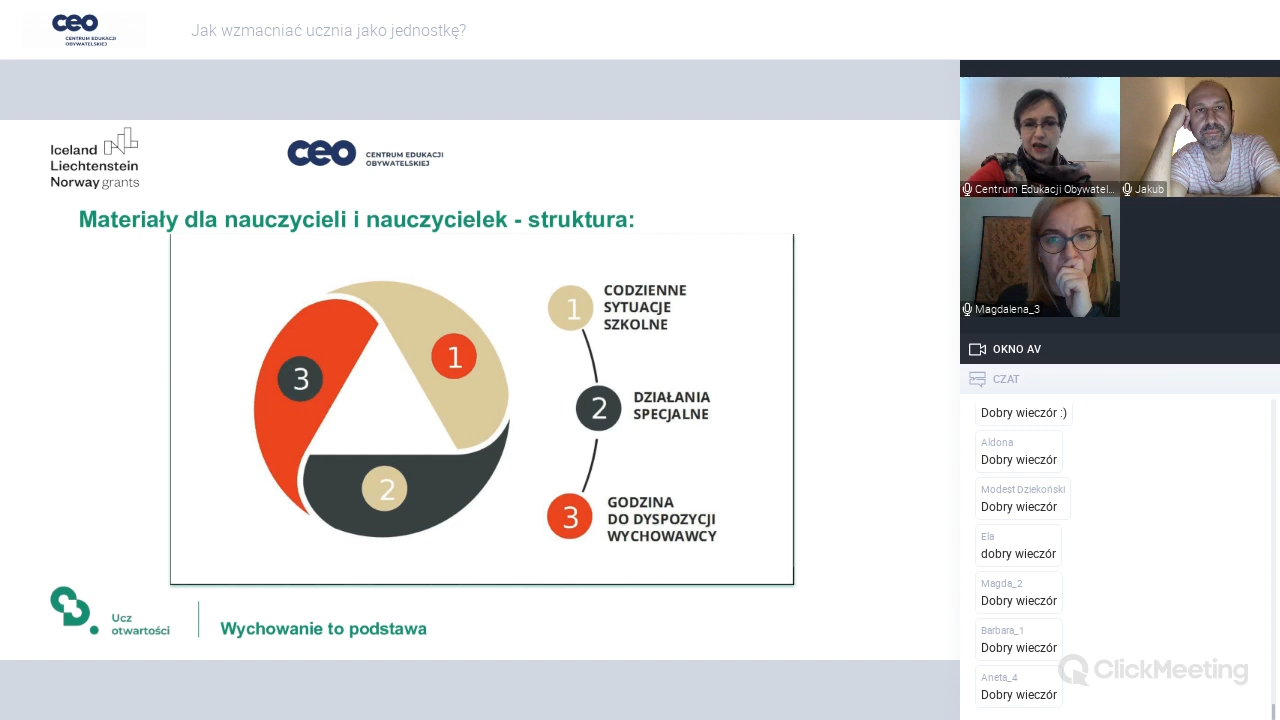 ceo
CENTRUM EDUKACJI
OBYWATELSKIEJ
Jak wzmacniać ucznia jako jednostkę?
Iceland
Liechtenstein
Norway grants
ceo
CENTRUM EDUKACJI
OBYWATELSKIEJ
Materiały dla nauczycieli i nauczycielek - struktura:
1
2
3
1
CODZIENNE
SYTUACJE
SZKOLNE
2
DZIAŁANIA
SPECJALNE
3
GODZINA
DO DYSPOZYCJI
WYCHOWAWCY
Ucz
otwartości
Wychowanie to podstawa
Centrum Edukacji Obywatel...
Jakub
Magdalena_3
OKNO AV
CZAT
Dobry wieczór :)
Aldona
Dobry wieczór
Modest Dziekoński
Dobry wieczór
Ela
dobry wieczór
Magda_2
Dobry wieczór
Barbara_1
Dobry wieczór
Aneta_4
Dobry wieczór
ClickMeeting